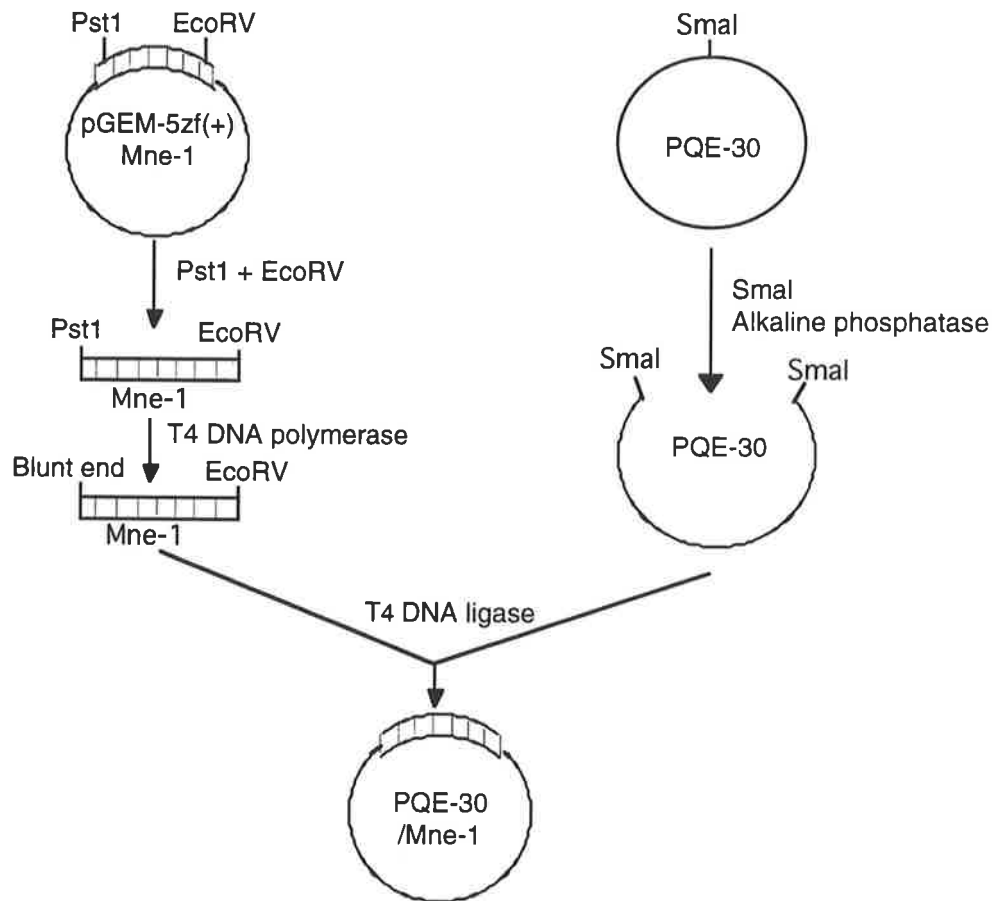 Pst1 EcoRV
pGEM-5zf(+)
Mne-1
Pst1 + EcoRV
Pst1 EcoRV
Mne-1
T4 DNA polymerase
Blunt end EcoRV
Mne-1
SmaI
PQE-30
SmaI
Alkaline phosphatase
SmaI SmaI
PQE-30
T4 DNA ligase
PQE-30
/Mne-1